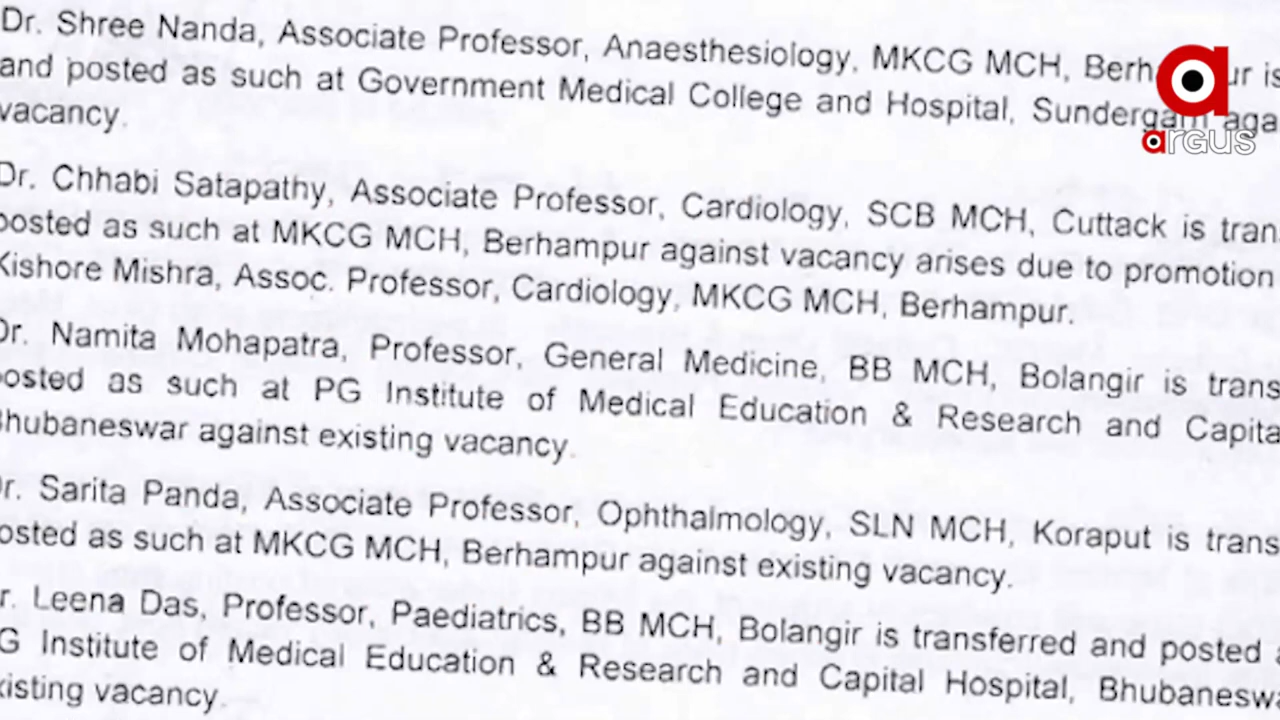 Dr. Shree Nanda, Associate Professor, Anaesthesiology, MKCG MCH, is
and posted as such at Government Medical College and Hospital, Sundergarh
vacancy.
Dr. Chhabi Satapathy, Associate Professor, Cardiology, SCB MCH, Cuttack is
posted as such at MKCG MCH, Berhampur against vacancy arises due to promotion
Kishore Mishra, Assoc. Professor, Cardiology, MKCG MCH, Berhampur.
Dr. Namita Mohapatra, Professor, General Medicine, BB MCH, Bolangir is
posted as such at PG Institute of Medical Education & Research and
Bhubaneswar against existing vacancy.
Dr. Sarita Panda, Associate Professor, Ophthalmology, SLN MCH, Koraput is
posted as such at MKCG MCH, Berhampur against existing vacancy.
Leena Das, Professor, Paediatrics, BB MCH, Bolangir is transferred and posted
Institute of Medical Education & Research and Capital Hospital,
vacancy.
argus